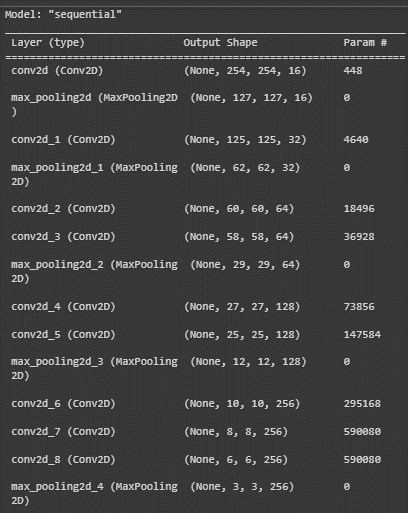 Model: "sequential"
Layer (type) Output Shape Param #
conv2d (Conv2D) (None, 254, 254, 16) 448
max_pooling2d (MaxPooling2D (None, 127, 127, 16) 0
)
conv2d_1 (Conv2D) (None, 125, 125, 32) 4640
max_pooling2d_1 (MaxPooling (None, 62, 62, 32) 0
2D)
conv2d_2 (Conv2D) (None, 60, 60, 64) 18496
conv2d_3 (Conv2D) (None, 58, 58, 64) 36928
max_pooling2d_2 (MaxPooling (None, 29, 29, 64) 0
2D)
conv2d_4 (Conv2D) (None, 27, 27, 128) 73856
conv2d_5 (Conv2D) (None, 25, 25, 128) 147584
max_pooling2d_3 (MaxPooling (None, 12, 12, 128) 0
2D)
conv2d_6 (Conv2D) (None, 10, 10, 256) 295168
conv2d_7 (Conv2D) (None, 8, 8, 256) 590080
conv2d_8 (Conv2D) (None, 6, 6, 256) 590080
max_pooling2d_4 (MaxPooling (None, 3, 3, 256) 0
2D)